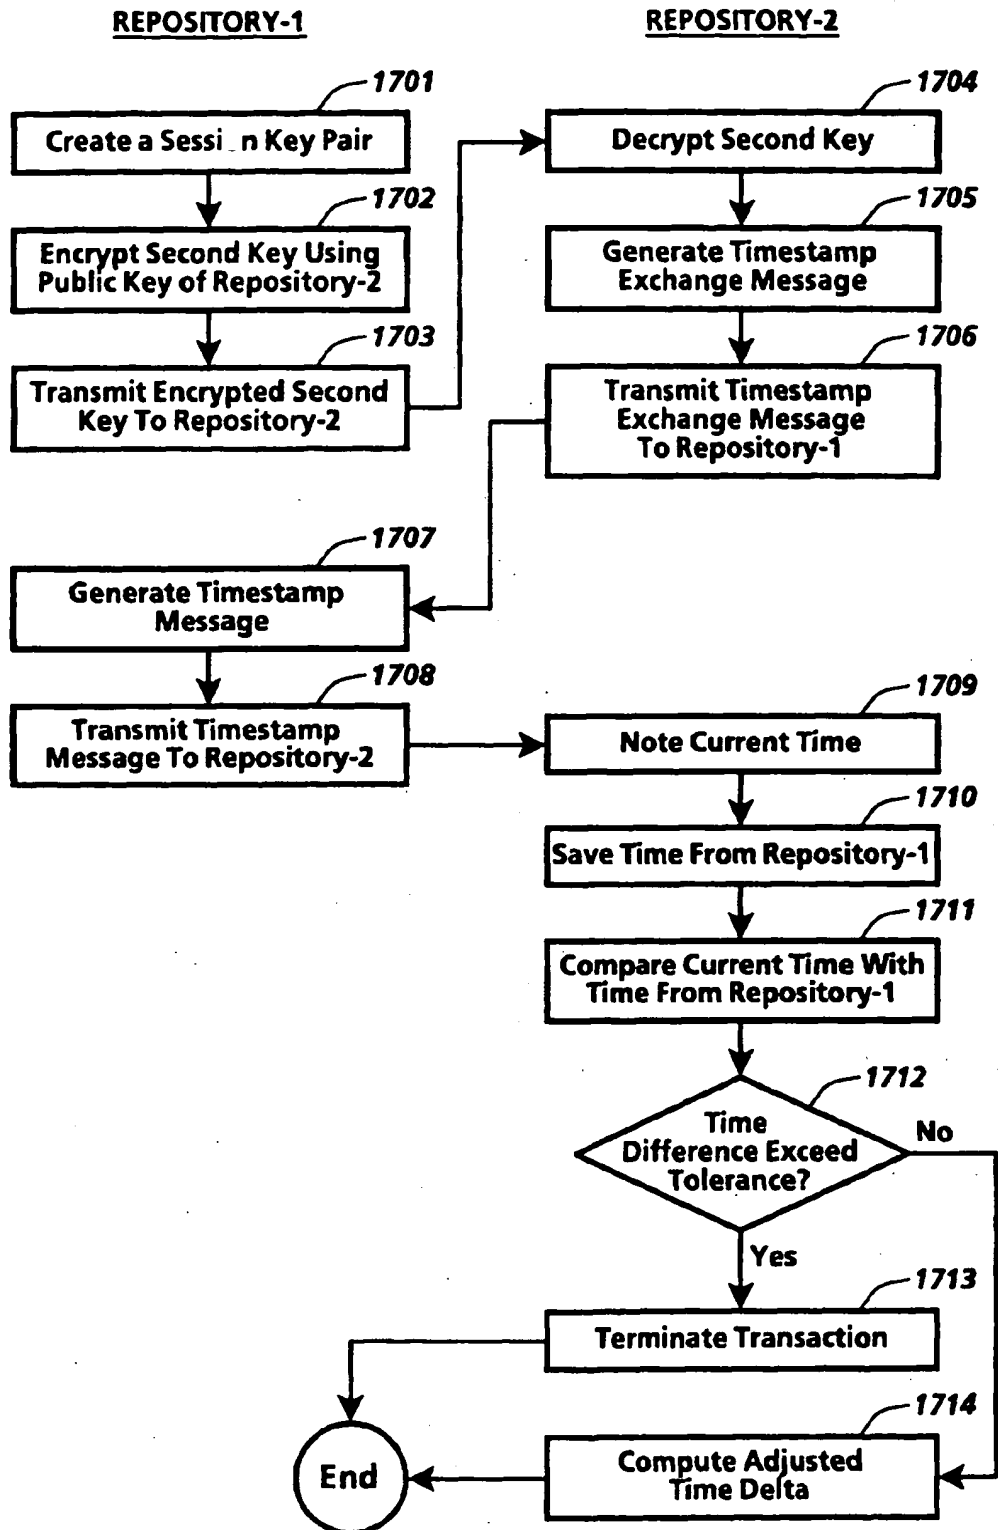 REPOSITORY-1
REPOSITORY-2
1701
Create a Sessi_n Key Pair
1702
Encrypt Second Key Using
Public Key of Repository-2
1703
Transmit Encrypted Second
Key To Repository-2
1704
Decrypt Second Key
1705
Generate Timestamp
Exchange Message
1706
Transmit Timestamp
Exchange Message
To Repository-1
1707
Generate Timestamp
Message
1708
Transmit Timestamp
Message To Repository-2
1709
Note Current Time
1710
Save Time From Repository-1
1711
Compare Current Time With
Time From Repository-1
1712
Time
Difference Exceed
Tolerance?
No
Yes
1713
Terminate Transaction
1714
Compute Adjusted
Time Delta
End